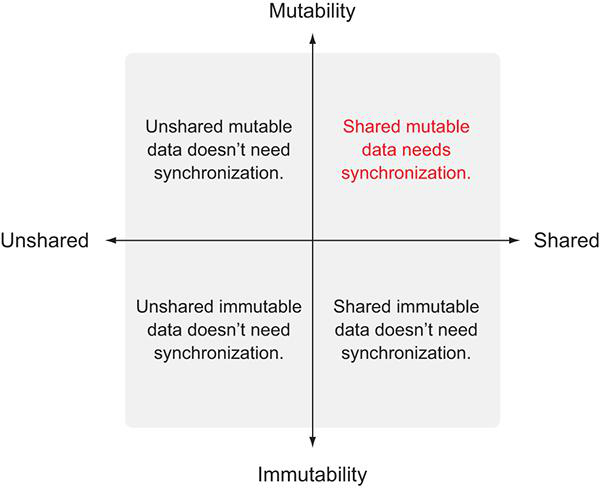 Mutability
Unshared mutable
data doesn’t need
synchronization.
Shared mutable
data needs
synchronization.
Unshared
Shared
Unshared immutable
data doesn’t need
synchronization.
Shared immutable
data doesn’t need
synchronization.
Immutability